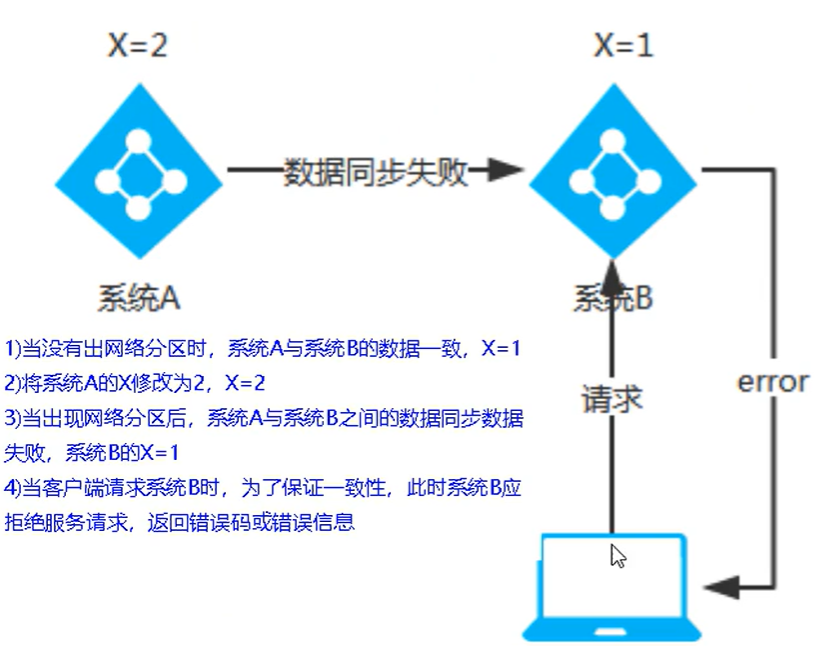 X=2
X=1
数据同步失败
系统A
系统B
1)当没有出网络分区时，系统A与系统B的数据一致，X=1
2)将系统A的X修改为2，X=2
3)当出现网络分区后，系统A与系统B之间的数据同步数据
失败，系统B的X=1
4)当客户端请求系统B时，为了保证一致性，此时系统B应
拒绝服务请求，返回错误码或错误信息
请求
error